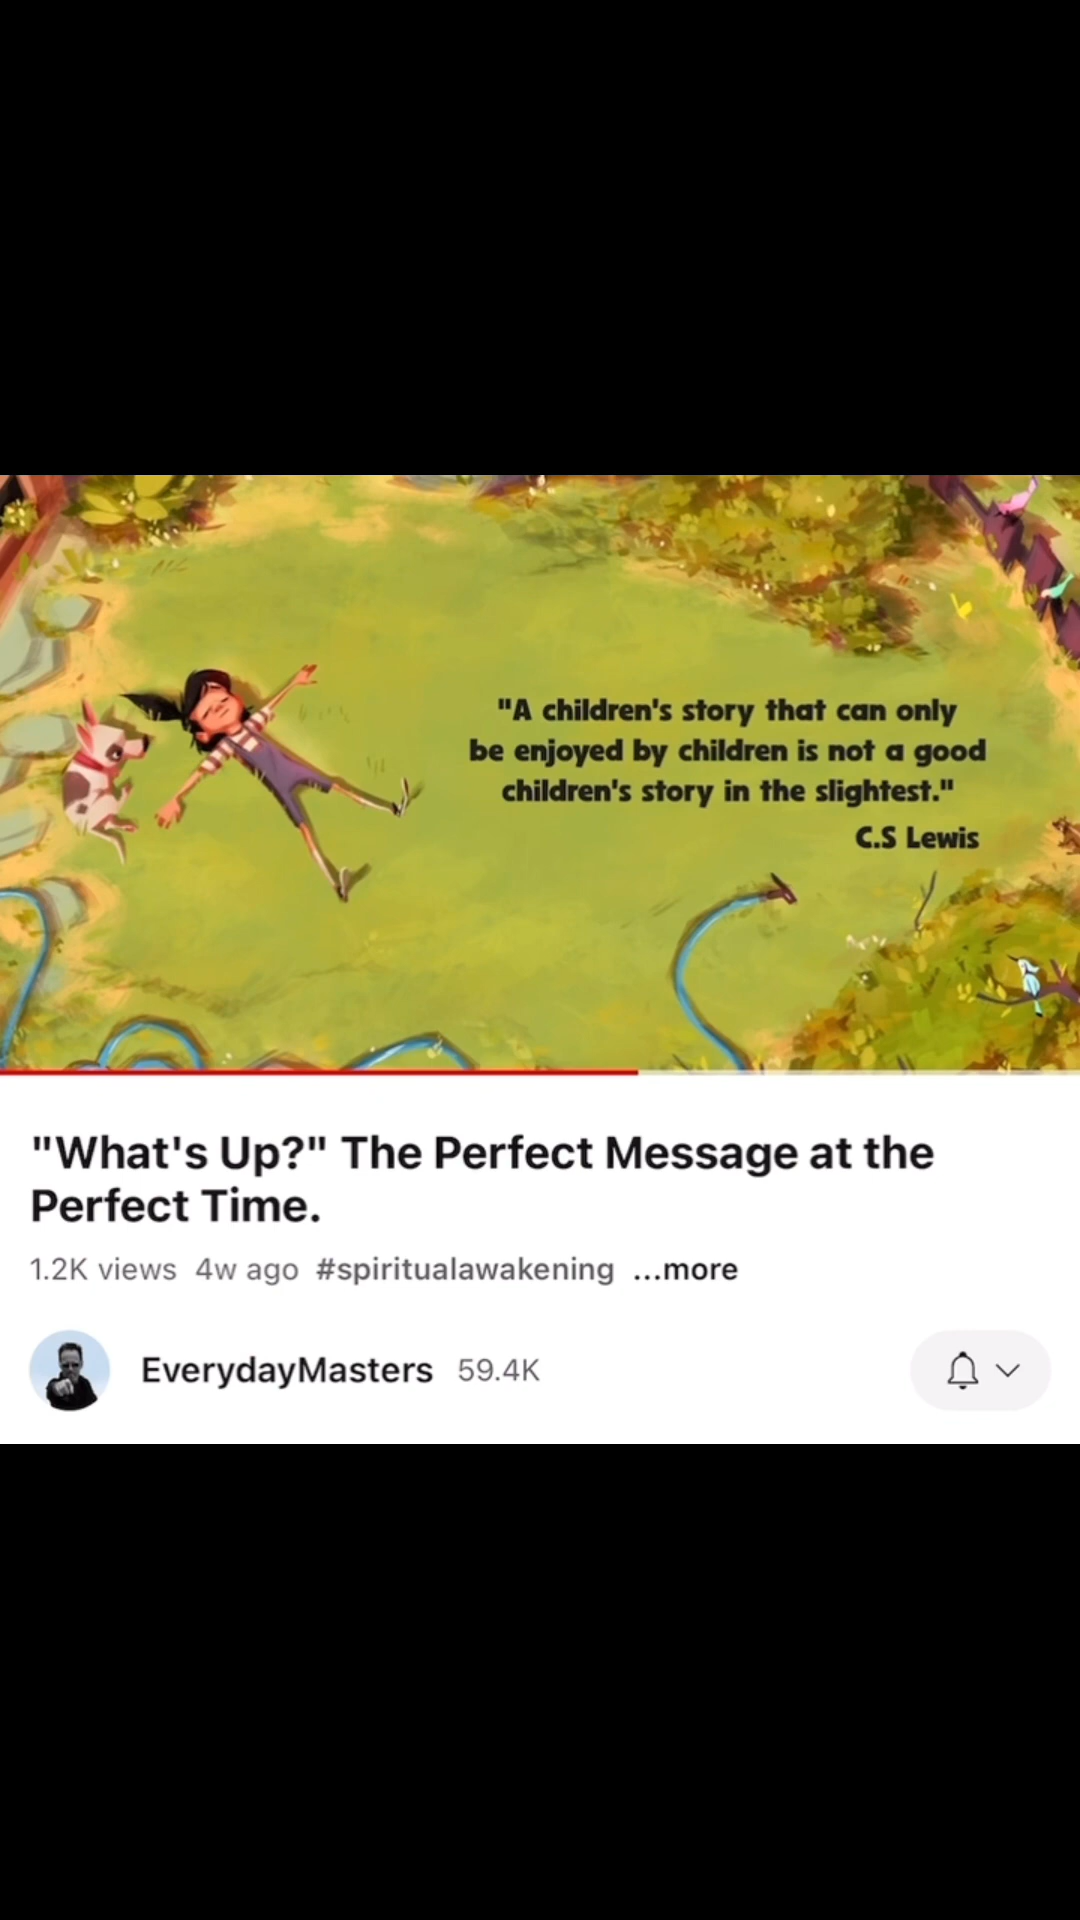 "A children's story that can only
be enjoyed by children is not a good
children's story in the slightest."
C.S Lewis
"What's Up?" The Perfect Message at the
Perfect Time.
1.2K views 4w ago #spiritualawakening ...more
EverydayMasters 59.4K